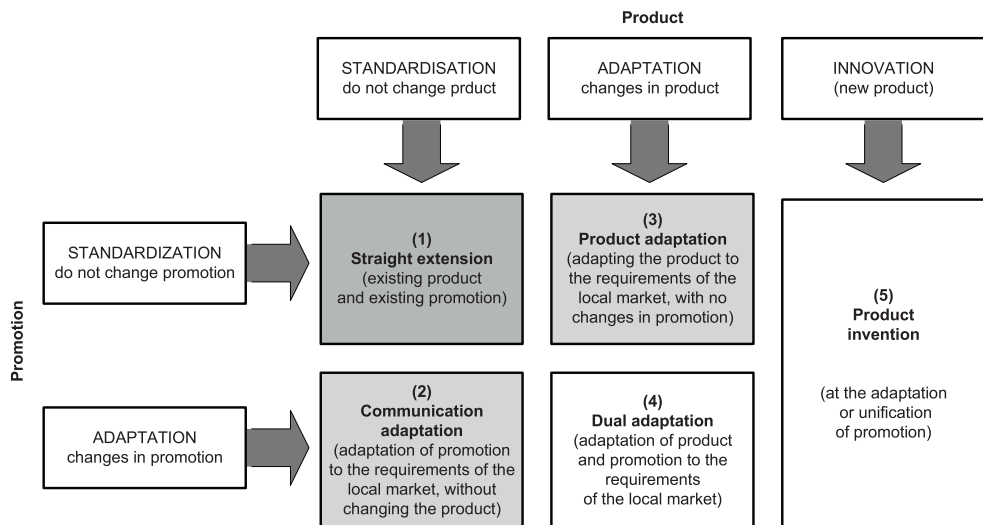 Product
STANDARDISATION
do not change prduct
ADAPTATION
changes in product
INNOVATION
(new product)
Promotion
STANDARDIZATION
do not change promotion
(1)
Straight extension
(existing product
and existing promotion)
(3)
Product adaptation
(adapting the product to
the requirements of the
local market, with no
changes in promotion)
(5)
Product
invention
(at the adaptation
or unification
of promotion)
ADAPTATION
changes in promotion
(2)
Communication
adaptation
(adaptation of promotion
to the requirements of the
local market, without
changing the product)
(4)
Dual adaptation
(adaptation of product
and promotion to the
requirements
of the local market)